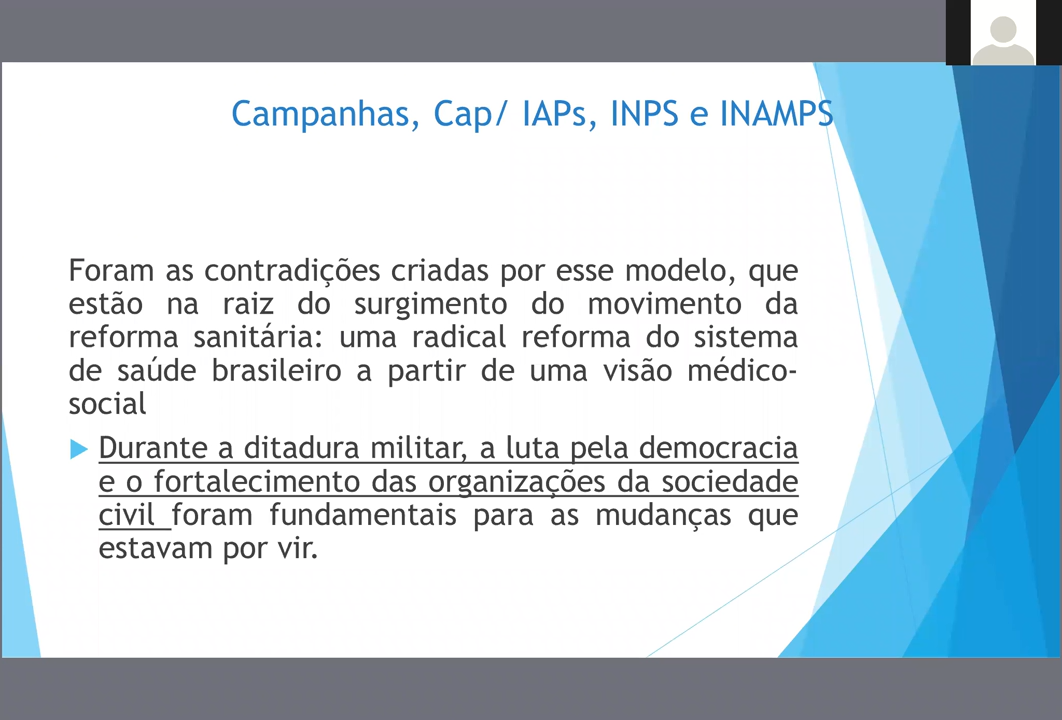 Campanhas, Cap/ IAPs, INPS e INAMPS
Foram as contradições criadas por esse modelo, que
estão na raiz do surgimento do movimento da
reforma sanitária: uma radical reforma do sistema
de saúde brasileiro a partir de uma visão médico-
social
Durante a ditadura militar, a luta pela democracia
e o fortalecimento das organizações da sociedade
civil foram fundamentais para as mudanças que
estavam por vir.